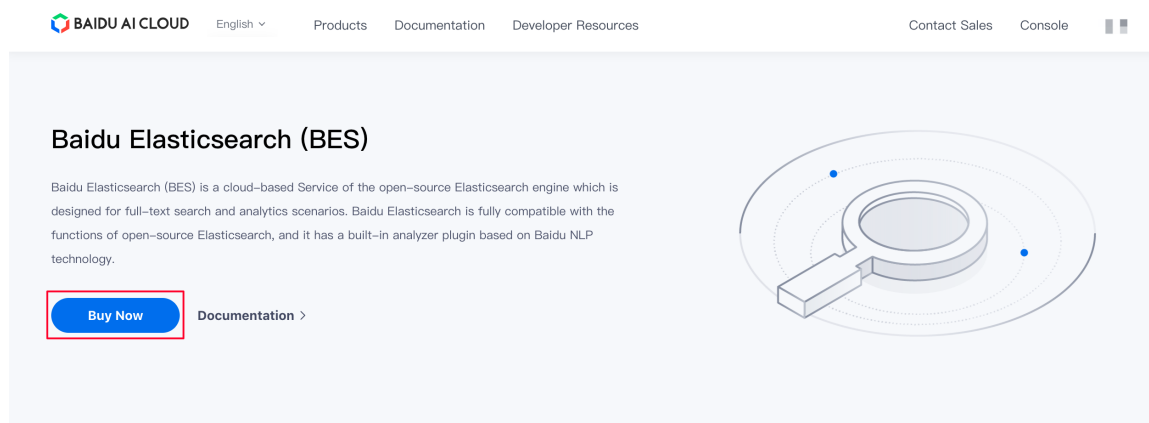 BAIDU AI CLOUD English Products Documentation Developer Resources Contact Sales Console
Baidu Elasticsearch (BES)
Baidu Elasticsearch (BES) is a cloud-based Service of the open-source Elasticsearch engine which is
designed for full-text search and analytics scenarios. Baidu Elasticsearch is fully compatible with the
functions of open-source Elasticsearch, and it has a built-in analyzer plugin based on Baidu NLP
technology.
Buy Now Documentation >